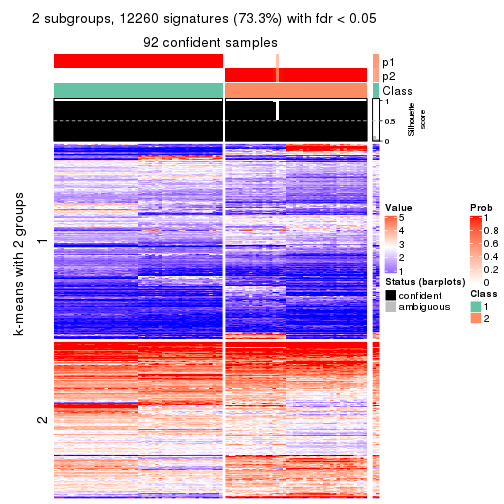 2 subgroups, 12260 signatures (73.3%) with fdr < 0.05
92 confident samples
p1
p2
Class
1
0.5
0
Silhouette
score
k-means with 2 groups
1
2
Value
5
4
3
2
1
Status (barplots)
confident
ambiguous
Prob
1
0.8
0.6
0.4
0.2
0
Class
1
2